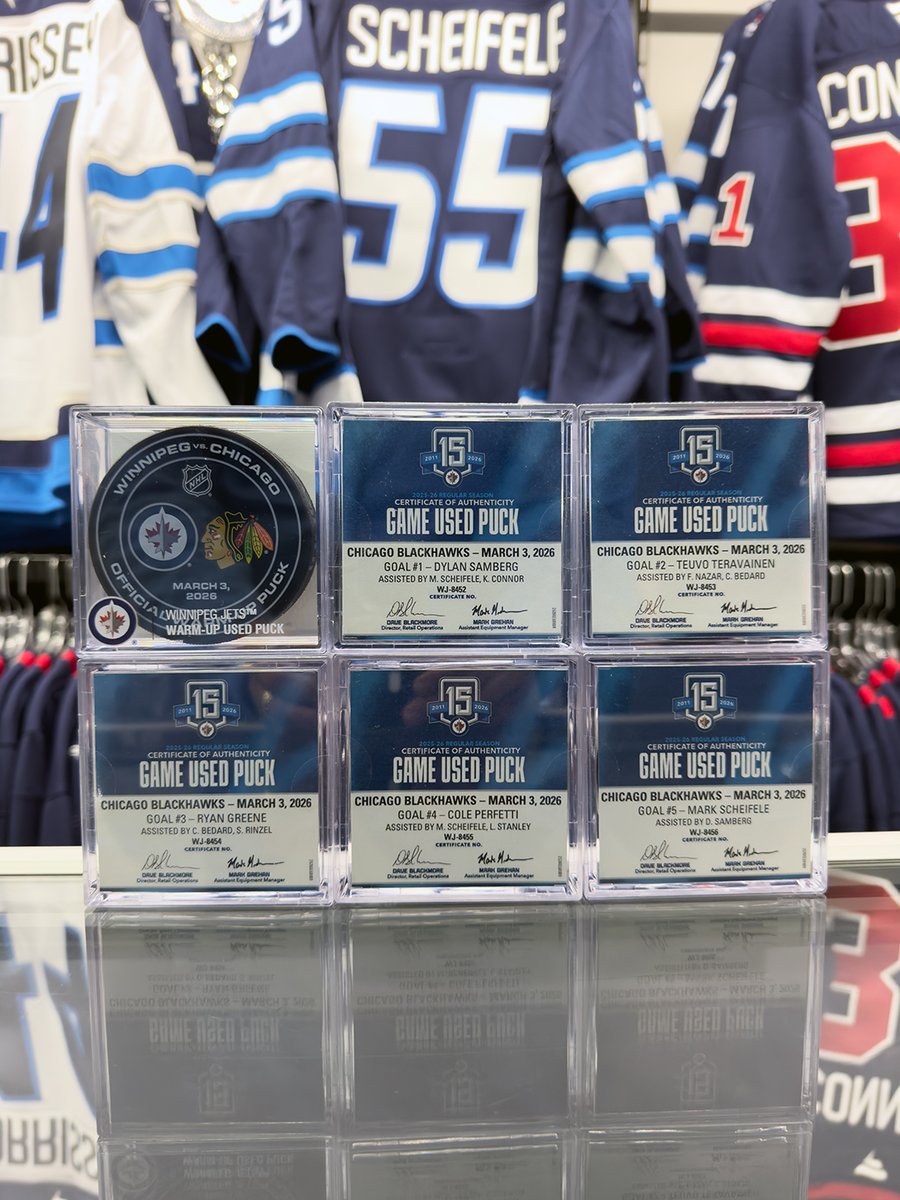 RISSEY
4
5
SCHEIFELE
55
1
CON
3
WINNIPEG VS. CHICAGO
NHL
MARCH 3,
2026
OFFICIAL
PUCK
WINNIPEG JETS™
WARM-UP USED PUCK
15
2011 2026
2025-26 REGULAR SEASON
CERTIFICATE OF AUTHENTICITY
GAME USED PUCK
CHICAGO BLACKHAWKS – MARCH 3, 2026
GOAL #1 – DYLAN SAMBERG
ASSISTED BY M. SCHEIFELE, K. CONNOR
WJ-8452
CERTIFICATE NO.
DAVE BLACKMORE
Director, Retail Operations
MARK GREHAN
Assistant Equipment Manager
15
2011 2026
2025-26 REGULAR SEASON
CERTIFICATE OF AUTHENTICITY
GAME USED PUCK
CHICAGO BLACKHAWKS – MARCH 3, 2026
GOAL #2 – TEUVO TERAVAINEN
ASSISTED BY F. NAZAR, C. BEDARD
WJ-8453
CERTIFICATE NO.
DAVE BLACKMORE
Director, Retail Operations
MARK GREHAN
Assistant Equipment Manager
15
2011 2026
2025-26 REGULAR SEASON
CERTIFICATE OF AUTHENTICITY
GAME USED PUCK
CHICAGO BLACKHAWKS – MARCH 3, 2026
GOAL #3 – RYAN GREENE
ASSISTED BY C. BEDARD, S. RINZEL
WJ-8454
CERTIFICATE NO.
DAVE BLACKMORE
Director, Retail Operations
MARK GREHAN
Assistant Equipment Manager
15
2011 2026
2025-26 REGULAR SEASON
CERTIFICATE OF AUTHENTICITY
GAME USED PUCK
CHICAGO BLACKHAWKS – MARCH 3, 2026
GOAL #4 – COLE PERFETTI
ASSISTED BY M. SCHEIFELE, L. STANLEY
WJ-8455
CERTIFICATE NO.
DAVE BLACKMORE
Director, Retail Operations
MARK GREHAN
Assistant Equipment Manager
15
2011 2026
2025-26 REGULAR SEASON
CERTIFICATE OF AUTHENTICITY
GAME USED PUCK
CHICAGO BLACKHAWKS – MARCH 3, 2026
GOAL #5 – MARK SCHEIFELE
ASSISTED BY D. SAMBERG
WJ-8456
CERTIFICATE NO.
DAVE BLACKMORE
Director, Retail Operations
MARK GREHAN
Assistant Equipment Manager